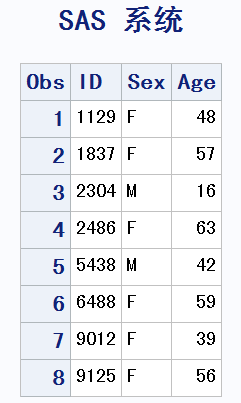 SAS 系统
Obs ID Sex Age
1 1129 F 48
2 1837 F 57
3 2304 M 16
4 2486 F 63
5 5438 M 42
6 6488 F 59
7 9012 F 39
8 9125 F 56